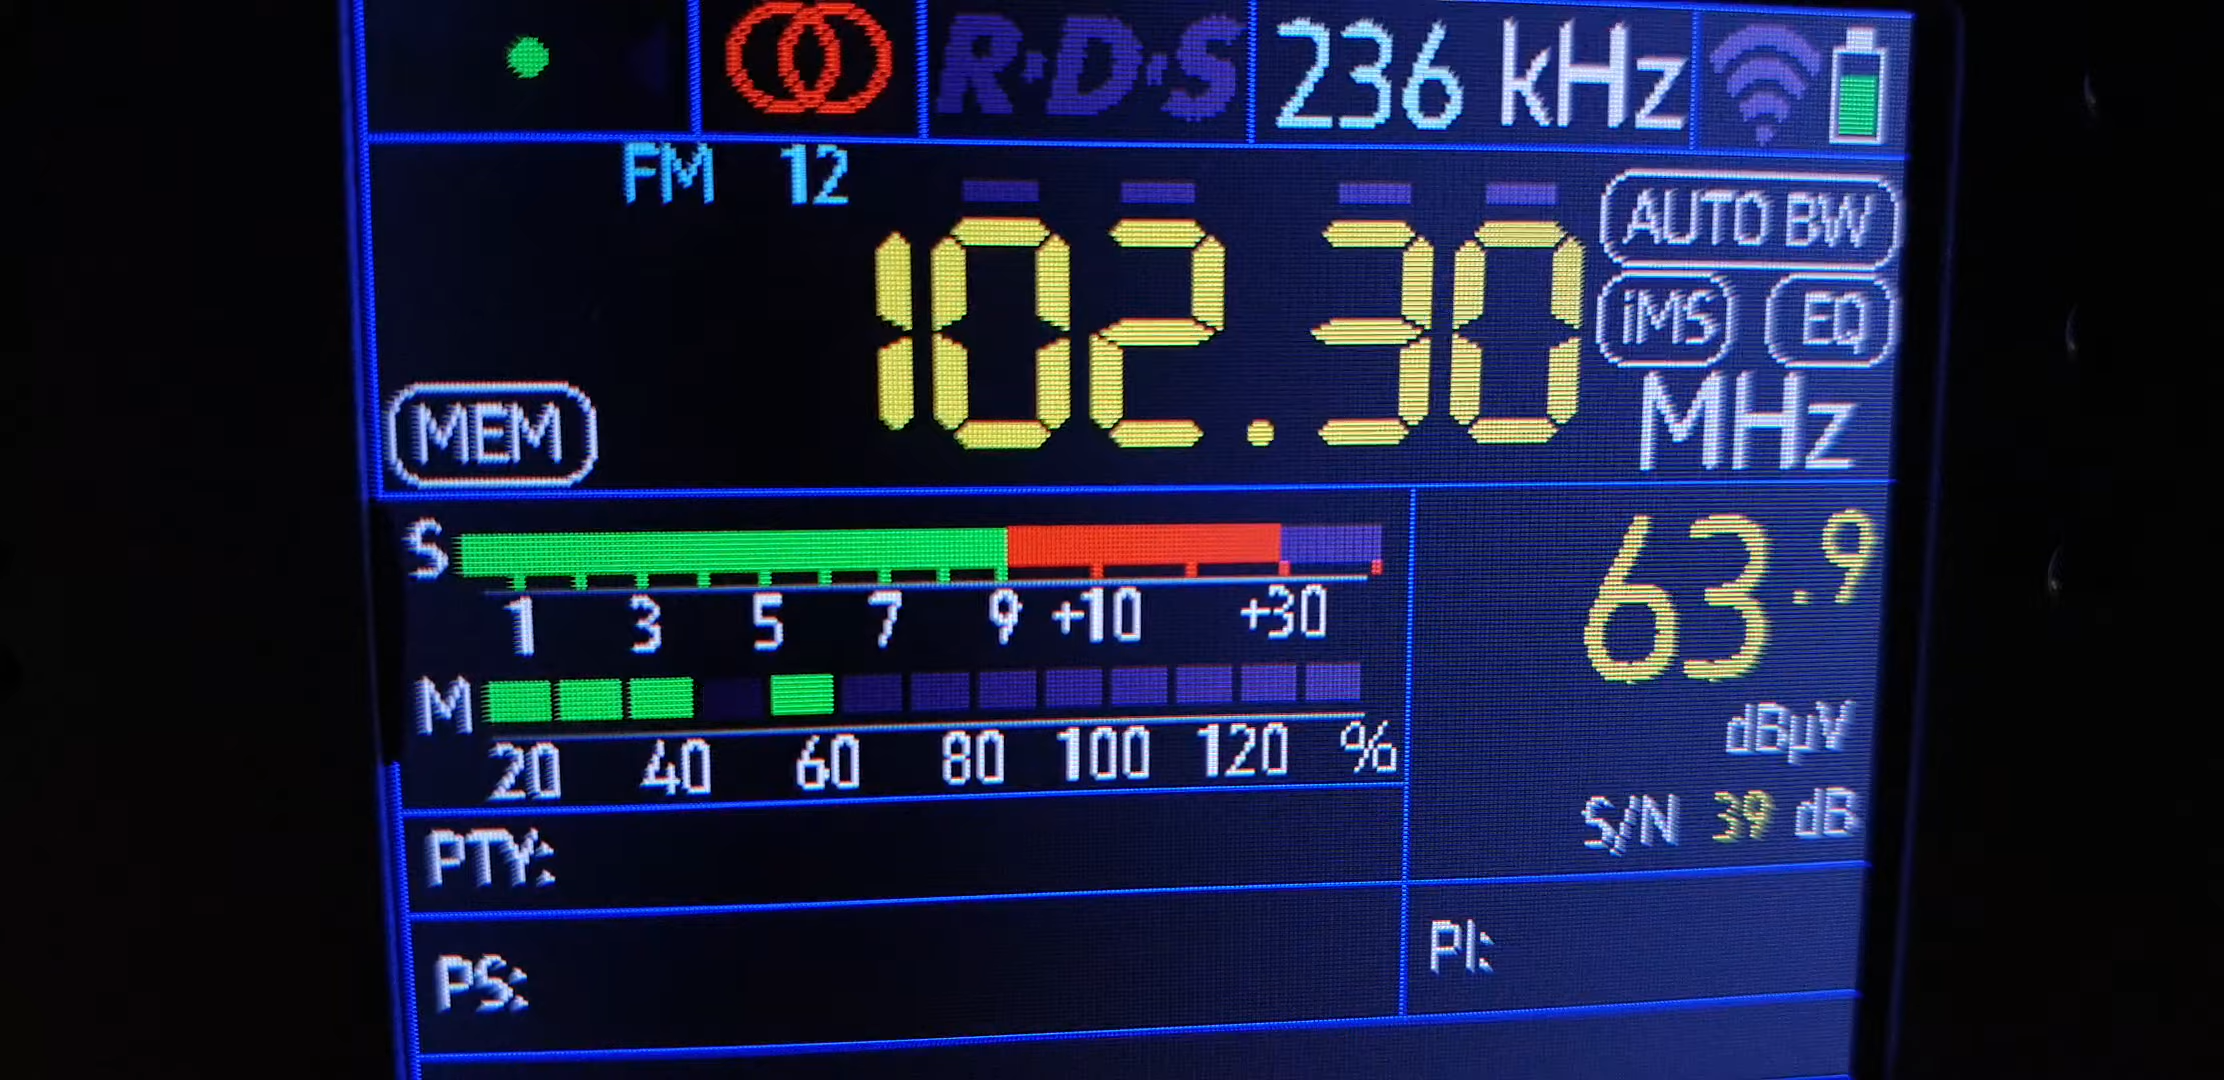 R·D·S 236 kHz
FM 12
102.30 MHz
AUTO BW
iMS EQ
MEM
S
1 3 5 7 9 +10 +30
63.9
dBµV
M
20 40 60 80 100 120 %
S/N 39 dB
PTY:
PS:
PI: